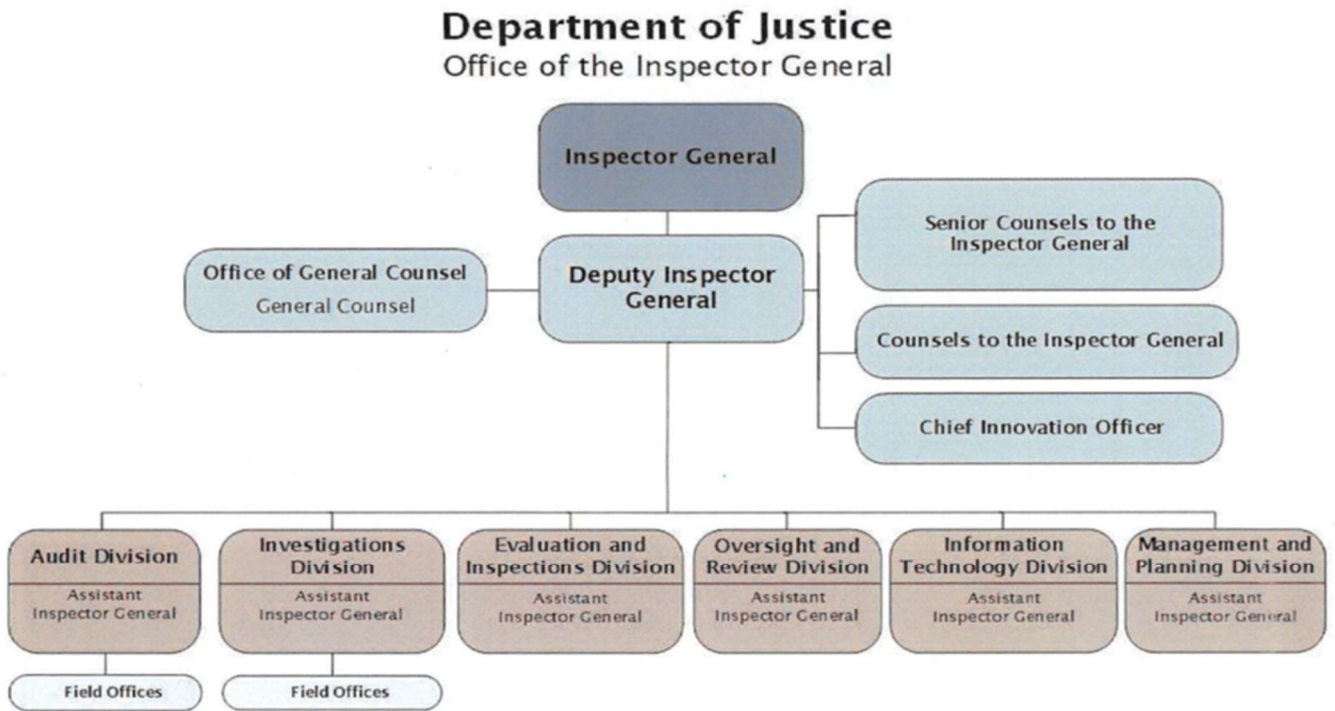 Department of Justice
Office of the Inspector General
Inspector General
Senior Counsels to the
Inspector General
Office of General Counsel
General Counsel
Deputy Inspector
General
Counsels to the Inspector General
Chief Innovation Officer
Audit Division
Assistant
Inspector General
Investigations
Division
Assistant
Inspector General
Evaluation and
Inspections Division
Assistant
Inspector General
Oversight and
Review Division
Assistant
Inspector General
Information
Technology Division
Assistant
Inspector General
Management and
Planning Division
Assistant
Inspector General
Field Offices
Field Offices